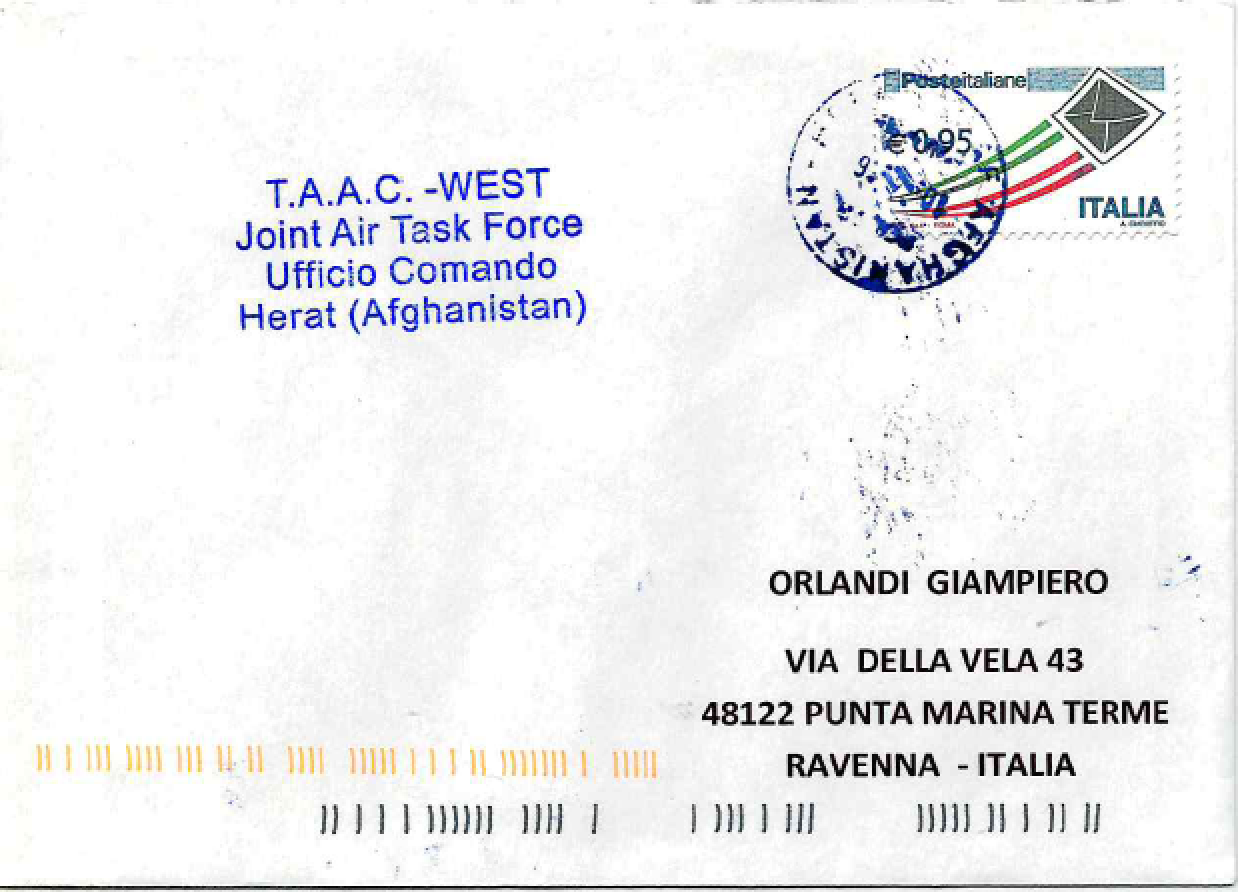 T.A.A.C. -WEST
Joint Air Task Force
Ufficio Comando
Herat (Afghanistan)
Posteitaliane
€0,95
ITALIA
AFGHANISTAN
ORLANDI GIAMPIERO
VIA DELLA VELA 43
48122 PUNTA MARINA TERME
RAVENNA - ITALIA